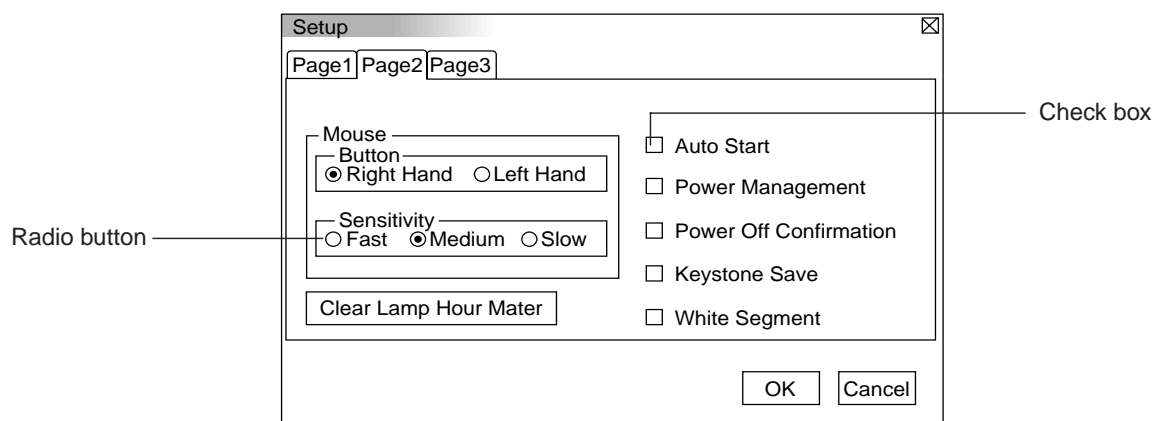 Setup
Page1 Page2 Page3
Check box
Mouse
Button
Right Hand Left Hand
Sensitivity
Fast Medium Slow
Radio button
Clear Lamp Hour Mater
Auto Start
Power Management
Power Off Confirmation
Keystone Save
White Segment
OK Cancel